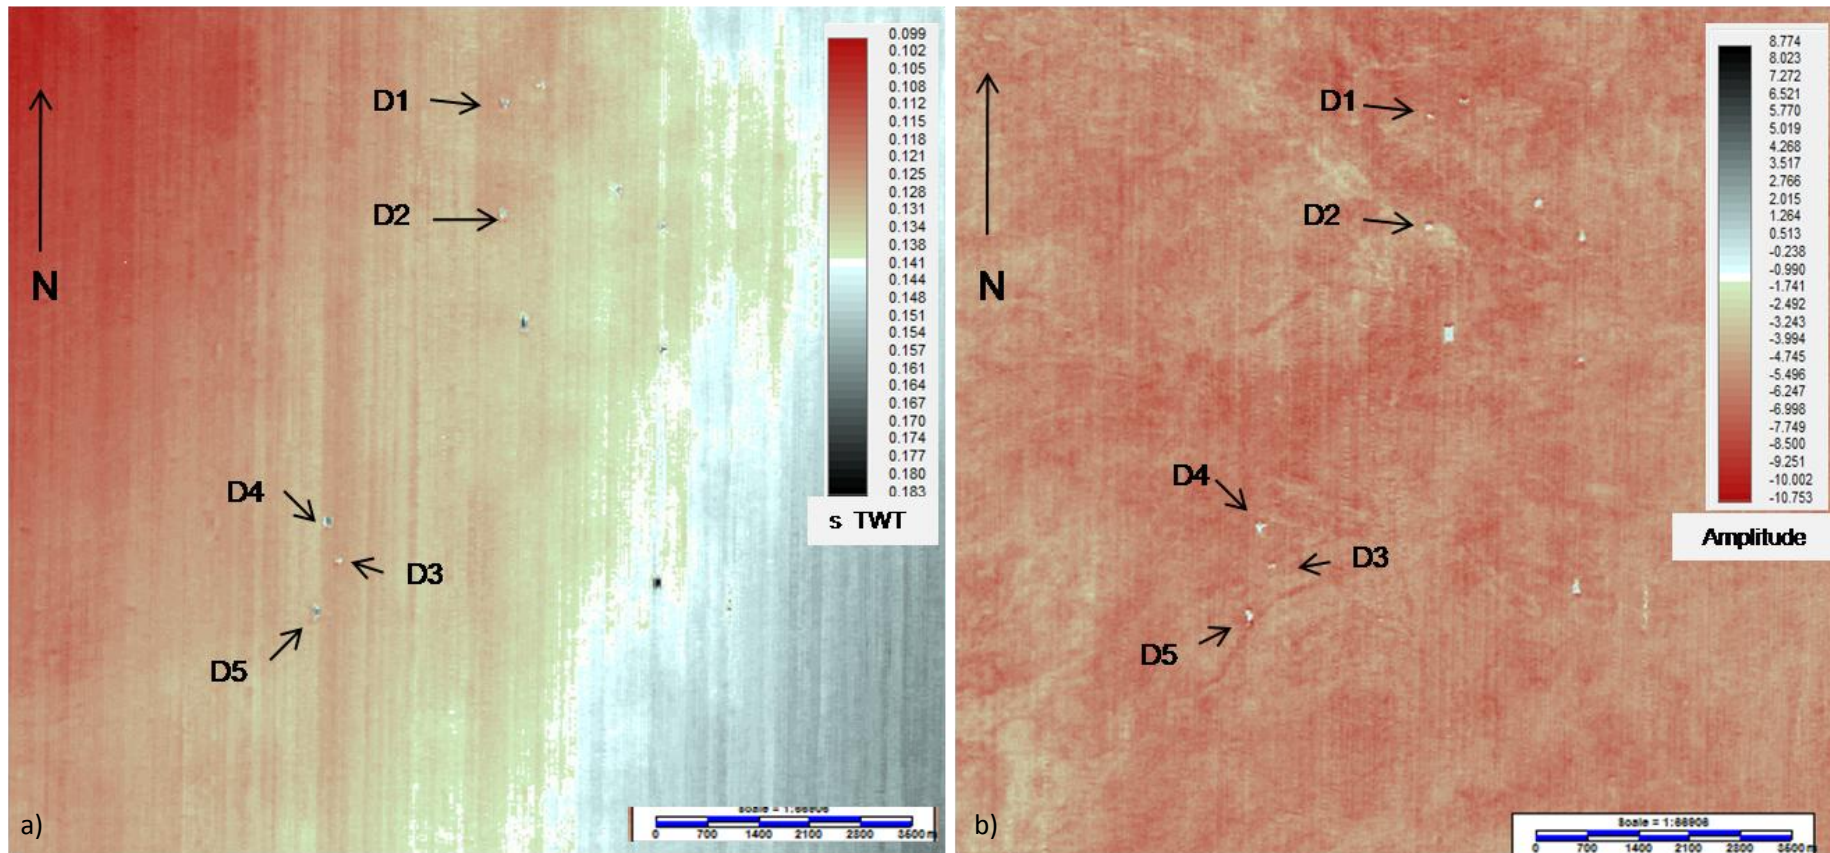 D1
D2
N
D4
D3
D5
a)
0.099
0.102
0.105
0.108
0.112
0.115
0.118
0.121
0.125
0.128
0.131
0.134
0.138
0.141
0.144
0.148
0.151
0.154
0.157
0.161
0.164
0.167
0.170
0.174
0.177
0.180
0.183
s TWT
Scale = 1:66906
0 700 1400 2100 2800 3500 m
D1
D2
N
D4
D3
D5
b)
8.774
8.023
7.272
6.521
5.770
5.019
4.268
3.517
2.766
2.015
1.264
0.513
-0.238
-0.990
-1.741
-2.492
-3.243
-3.994
-4.745
-5.496
-6.247
-6.998
-7.749
-8.500
-9.251
-10.002
-10.753
Amplitude
Scale = 1:66906
0 700 1400 2100 2800 3500 m